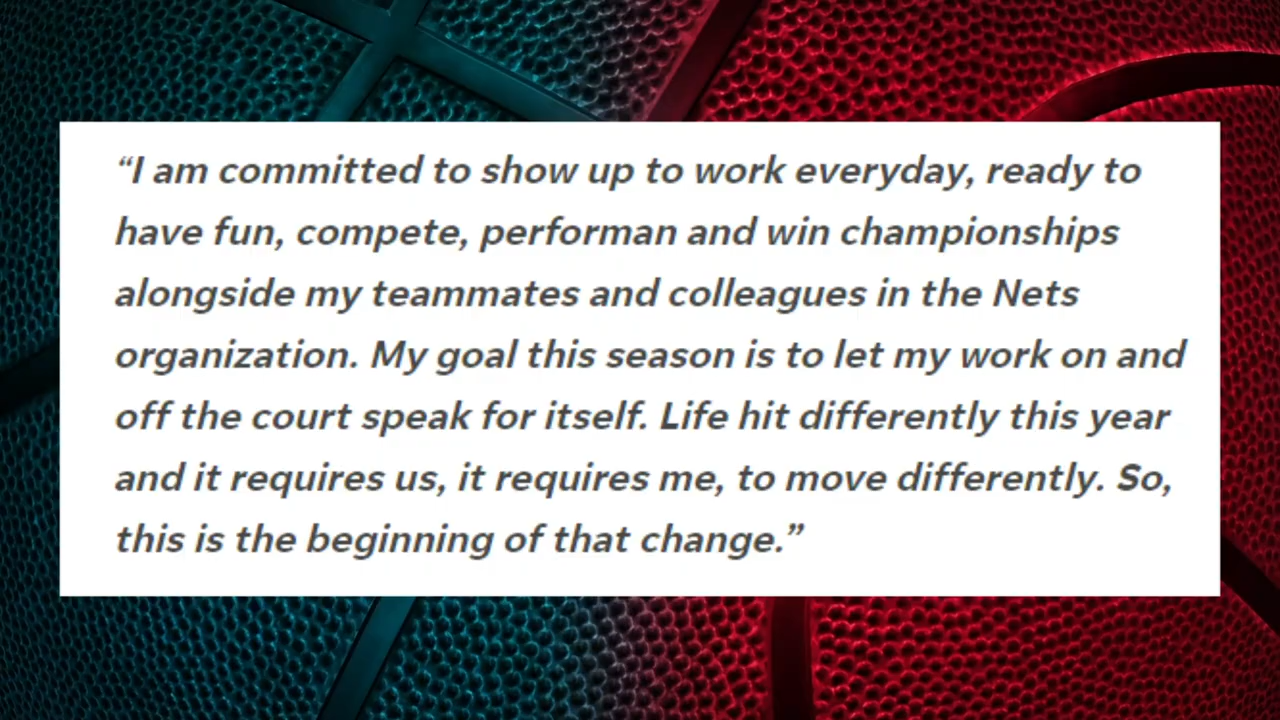 “I am committed to show up to work everyday, ready to
have fun, compete, performan and win championships
alongside my teammates and colleagues in the Nets
organization. My goal this season is to let my work on and
off the court speak for itself. Life hit differently this year
and it requires us, it requires me, to move differently. So,
this is the beginning of that change.”